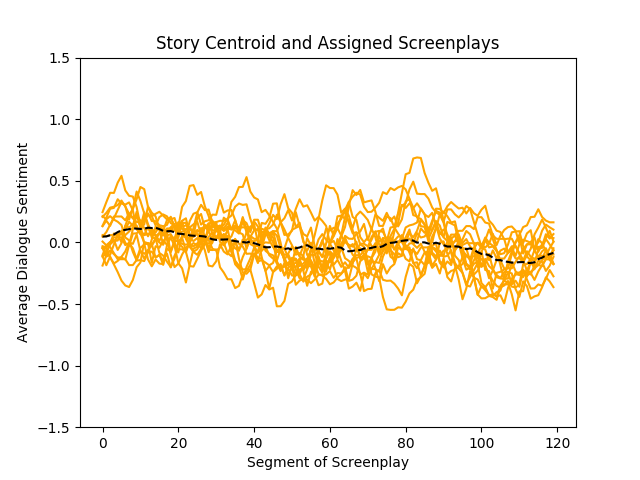 Story Centroid and Assigned Screenplays
1.5
1.0
0.5
0.0
−0.5
−1.0
−1.5
Average Dialogue Sentiment
0 20 40 60 80 100 120
Segment of Screenplay